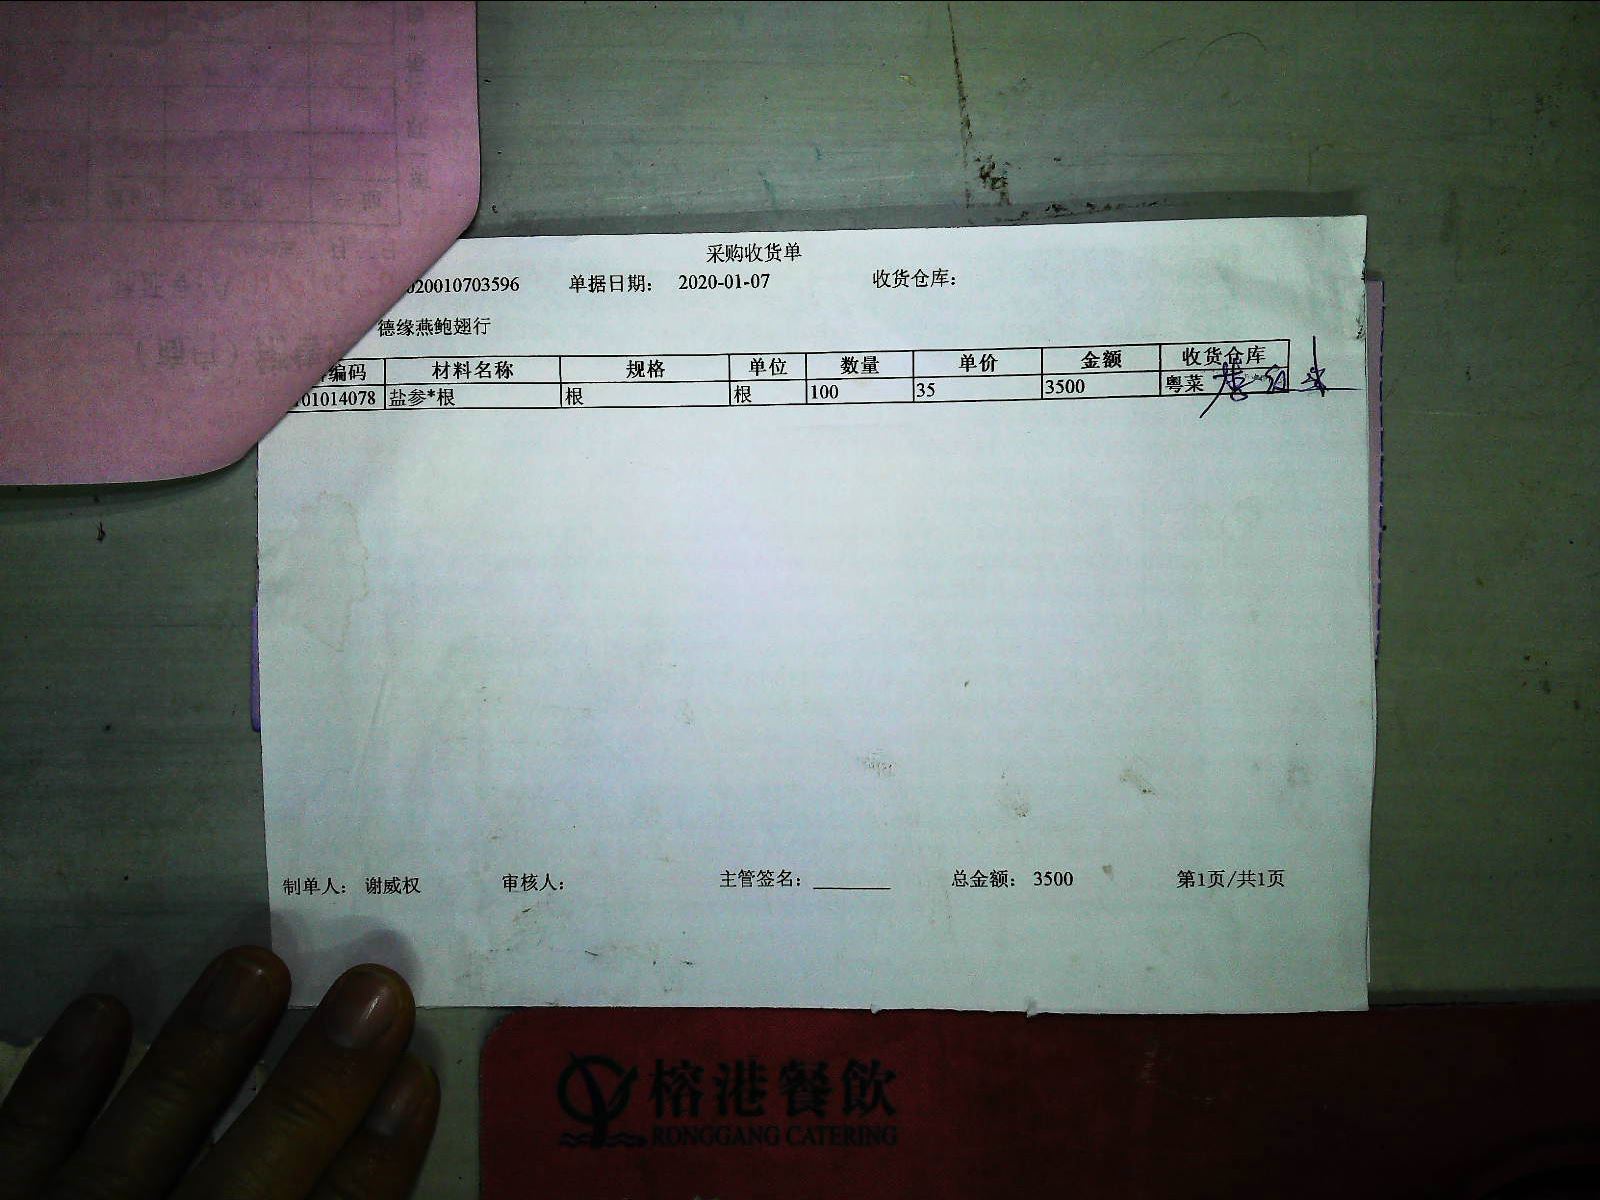 采购收货单
020010703596 单据日期： 2020-01-07 收货仓库：
德缘燕鲍翅行
编码 材料名称 规格 单位 数量 单价 金额 收货仓库
01014078 盐参*根 根 根 100 35 3500 粤菜
制单人： 谢威权 审核人： 主管签名： 总金额： 3500 第1页/共1页
榕港餐飲
RONGGANG CATERING